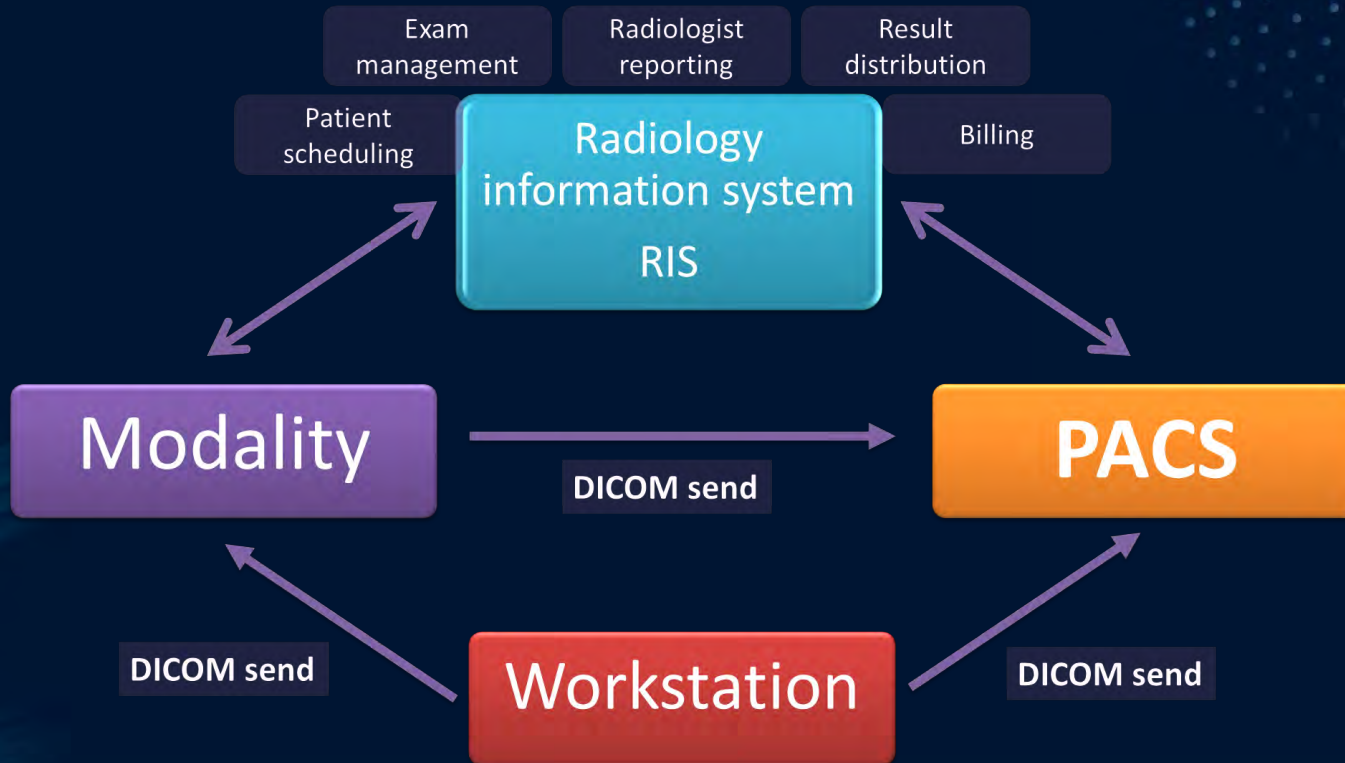 Exam
management
Radiologist
reporting
Result
distribution
Patient
scheduling
Radiology
information system
RIS
Billing
Modality
DICOM send
PACS
DICOM send
Workstation
DICOM send